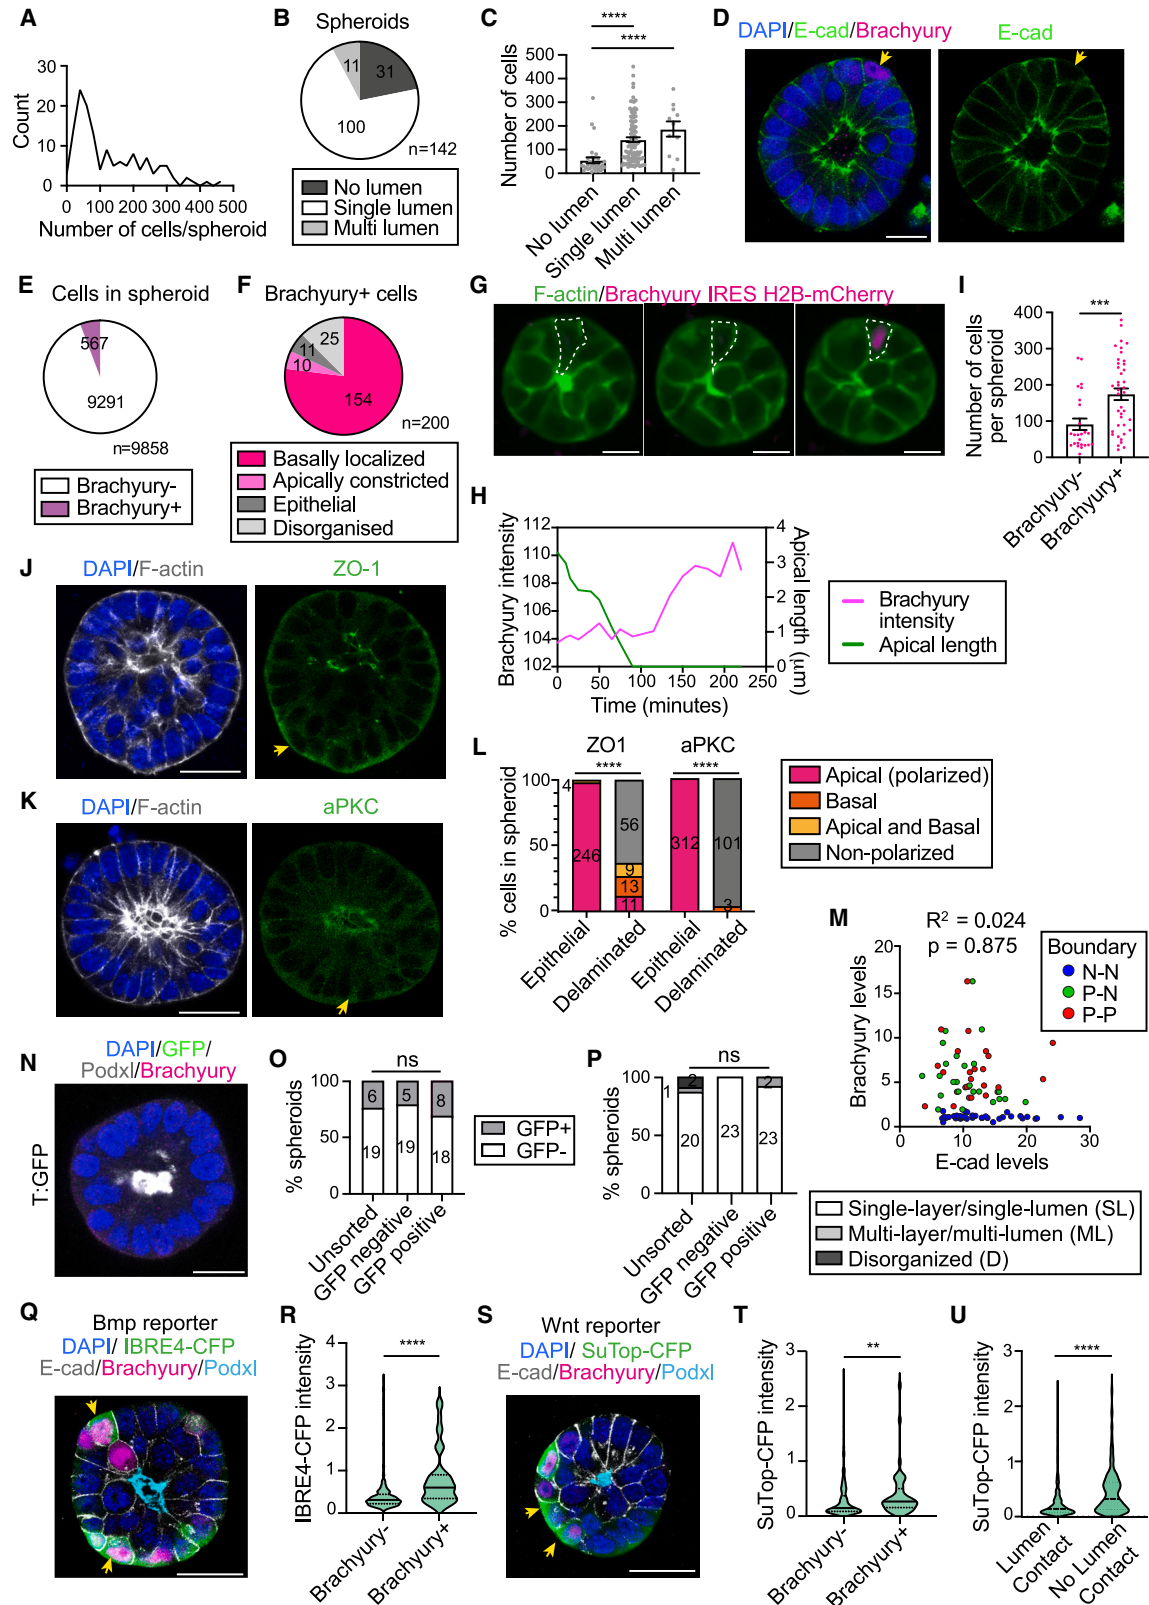 A
Count
30
20
10
0
0 100 200 300 400 500
Number of cells/spheroid
B
Spheroids
11
31
100
n=142
No lumen
Single lumen
Multi lumen
C
****
****
Number of cells
500
400
300
200
100
0
No lumen
Single lumen
Multi lumen
D
DAPI/E-cad/Brachyury
E-cad
E
Cells in spheroid
567
9291
n=9858
Brachyury-
Brachyury+
F
Brachyury+ cells
25
11
10
154
n=200
Basally localized
Apically constricted
Epithelial
Disorganised
G
F-actin/Brachyury IRES H2B-mCherry
H
Brachyury intensity
112
110
108
106
104
102
4
3
2
1
0
Apical length (μm)
0 50 100 150 200 250
Time (minutes)
Brachyury intensity
Apical length
I
***
Number of cells per spheroid
400
300
200
100
0
Brachyury-
Brachyury+
J
DAPI/F-actin
ZO-1
K
DAPI/F-actin
aPKC
L
ZO1
aPKC
****
****
% cells in spheroid
100
50
0
4
246
56
9
13
11
312
101
3
Epithelial
Delaminated
Epithelial
Delaminated
Apical (polarized)
Basal
Apical and Basal
Non-polarized
M
R² = 0.024
p = 0.875
Brachyury levels
20
15
10
5
0
0 10 20 30
E-cad levels
Boundary
N-N
P-N
P-P
N
DAPI/GFP/
Podxl/Brachyury
T:GFP
O
ns
% spheroids
100
50
0
6
5
8
19
19
18
Unsorted
GFP negative
GFP positive
GFP+
GFP-
P
ns
% spheroids
100
50
0
2
1
20
23
2
23
Unsorted
GFP negative
GFP positive
Single-layer/single-lumen (SL)
Multi-layer/multi-lumen (ML)
Disorganized (D)
Q
Bmp reporter
DAPI/ IBRE4-CFP
E-cad/Brachyury/Podxl
R
****
IBRE4-CFP intensity
4
3
2
1
0
Brachyury-
Brachyury+
S
Wnt reporter
DAPI/ SuTop-CFP
E-cad/Brachyury/Podxl
T
**
SuTop-CFP intensity
3
2
1
0
Brachyury-
Brachyury+
U
****
SuTop-CFP intensity
3
2
1
0
Lumen Contact
No Lumen Contact